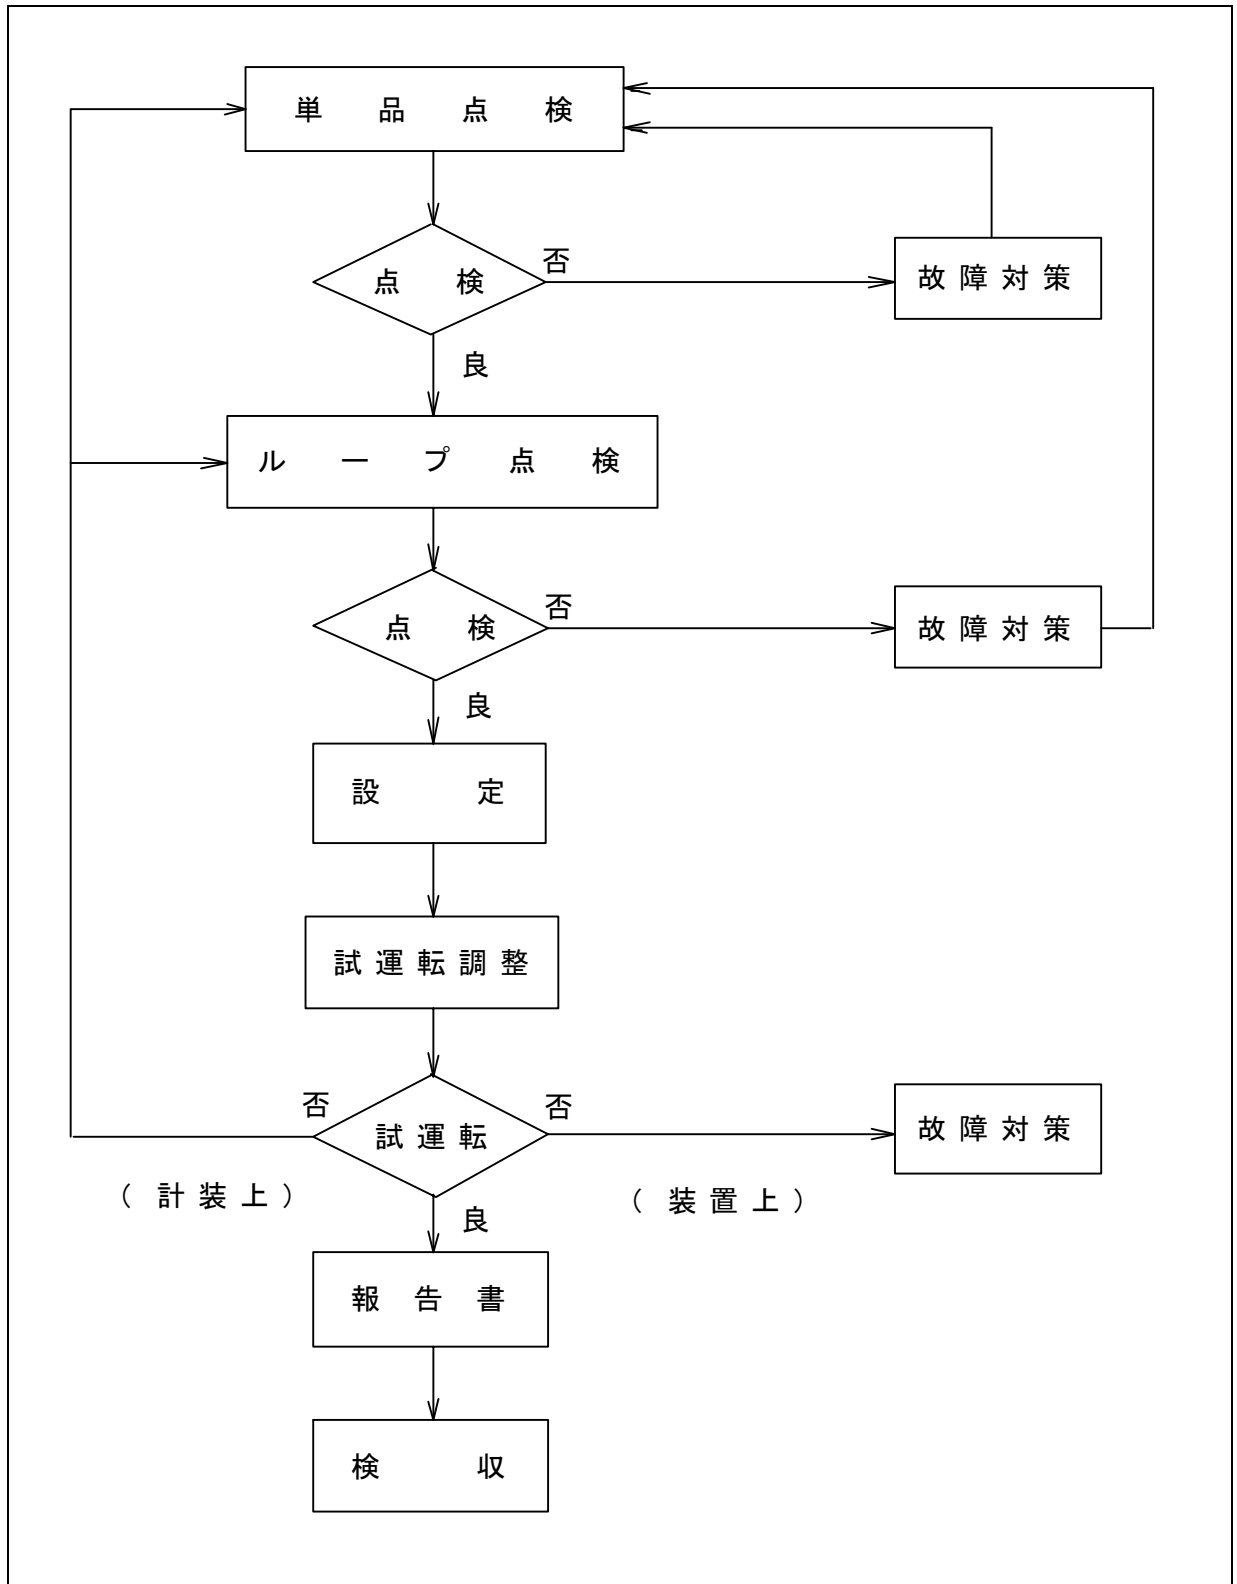 単品点検
点検
否
故障対策
良
ループ点検
点検
否
故障対策
良
設定
試運転調整
否
試運転
否
故障対策
(計装上)
(装置上)
良
報告書
検収